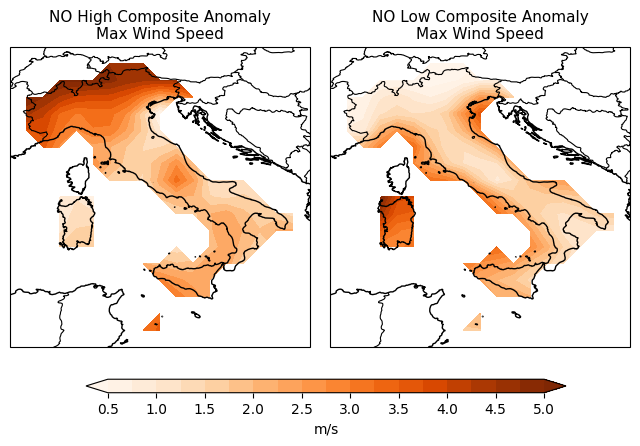 NO High Composite Anomaly
Max Wind Speed
NO Low Composite Anomaly
Max Wind Speed
0.5 1.0 1.5 2.0 2.5 3.0 3.5 4.0 4.5 5.0
m/s